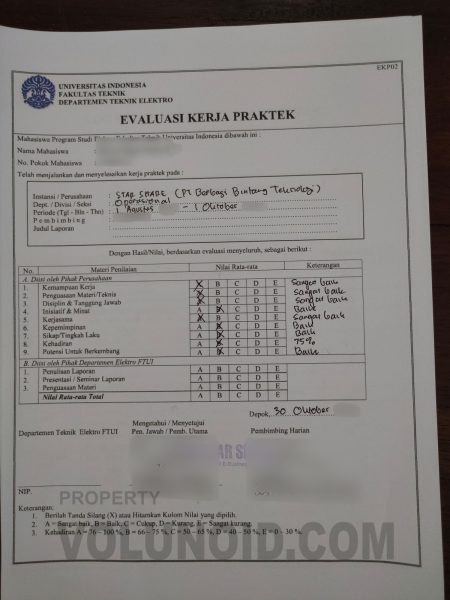 EKP02
UNIVERSITAS INDONESIA
FAKULTAS TEKNIK
DEPARTEMEN TEKNIK ELEKTRO
EVALUASI KERJA PRAKTEK
Mahasiswa Program Studi Teknik Universitas Indonesia dibawah ini :
Nama Mahasiswa :
No. Pokok Mahasiswa :
Telah menjalankan dan menyelesaikan kerja praktek pada :
Instansi / Perusahaan : STAR SHARE (PT Berbagi Bintang Teknologi)
Dept. / Divisi / Seksi : Operasional
Periode (Tgl - Bln - Thn) : 1 Agustus - 1 Oktober
Pembimbing :
Judul Laporan :
Dengan Hasil/Nilai, berdasarkan evaluasi menyeluruh, sebagai berikut :
No. Materi Penilaian Nilai Rata-rata Keterangan
A. Diisi oleh Pihak Perusahaan
1. Kemampuan Kerja A B C D E Sangat baik
2. Penguasaan Materi/Teknis A B C D E Sangat baik
3. Disiplin & Tanggung Jawab A B C D E Sangat baik
4. Inisiatif & Minat A B C D E Baik
5. Kerjasama A B C D E Sangat baik
6. Kepemimpinan A B C D E Baik
7. Sikap/Tingkah Laku A B C D E Baik
8. Kehadiran A B C D E 75%
9. Potensi Untuk Berkembang A B C D E Baik
B. Diisi oleh Pihak Departemen Elektro FTUI
1. Penulisan Laporan A B C D E
2. Presentasi / Seminar Laporan A B C D E
3. Penguasaan Materi A B C D E
Nilai Rata-rata Total A B C D E
Depok, 30 Oktober
Mengetahui / Menyetujui
Departemen Teknik Elektro FTUI Pen. Jawab / Pemb. Utama Pembimbing Harian
NIP.
PROPERTY
Keterangan:
1. Berilah Tanda Silang (X) atau Hitamkan Kolom Nilai yang dipilih.
2. A = Sangat baik, B = Baik, C = Cukup, D = Kurang, E = Sangat kurang.
3. Kehadiran A = 76 – 100 %, B = 66 – 75 %, C = 50 – 65 %, D = 40 – 50 %, E = 0 – 30 %.
VOLUNOID.COM